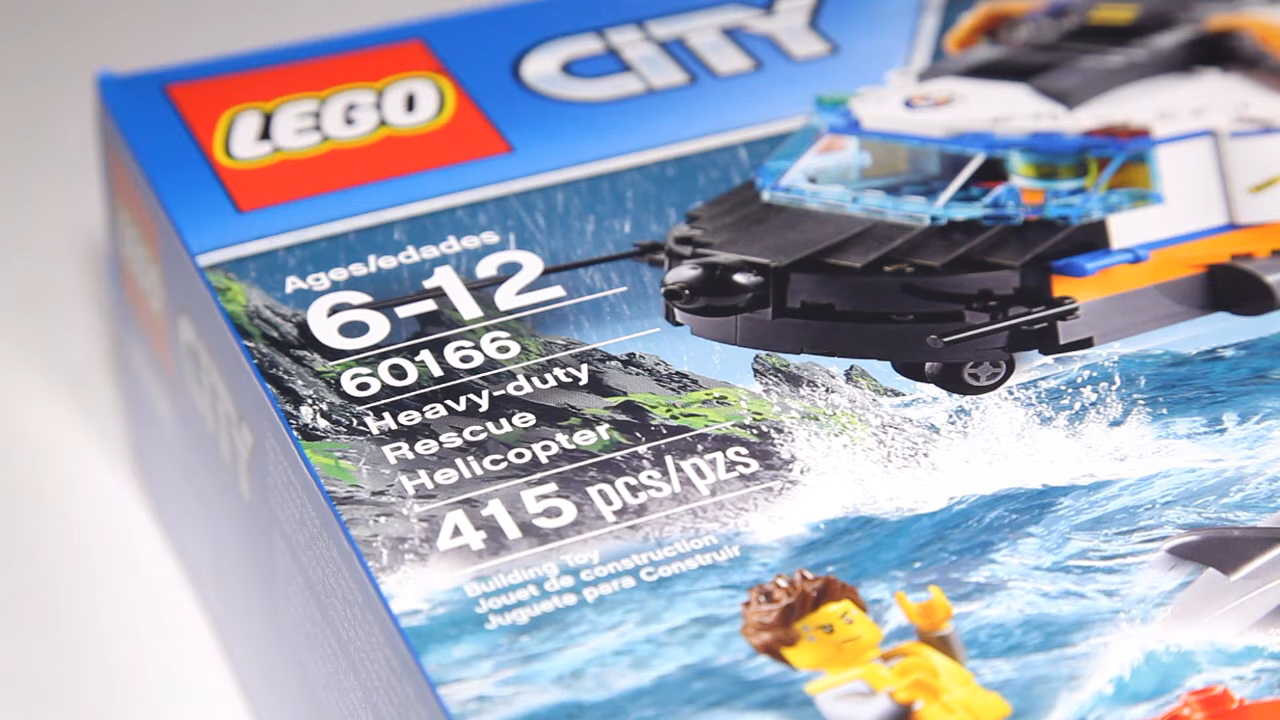 LEGO
CITY
Ages/edades
6-12
60166
Heavy-duty
Rescue
Helicopter
415 pcs/pzs
Building Toy
Jouet de construction
Juguete para Construir
CITY